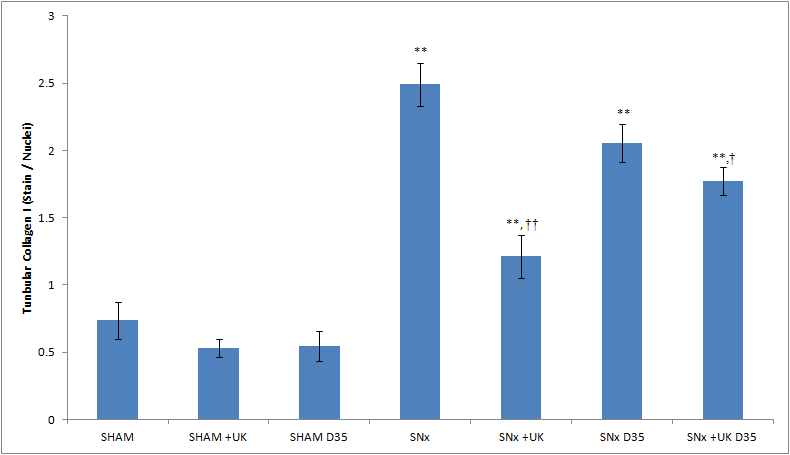 Tunbular Collagen I (Stain / Nuclei)
3
2.5
2
1.5
1
0.5
0
**
**,††
**
**,†
SHAM
SHAM +UK
SHAM D35
SNx
SNx +UK
SNx D35
SNx +UK D35